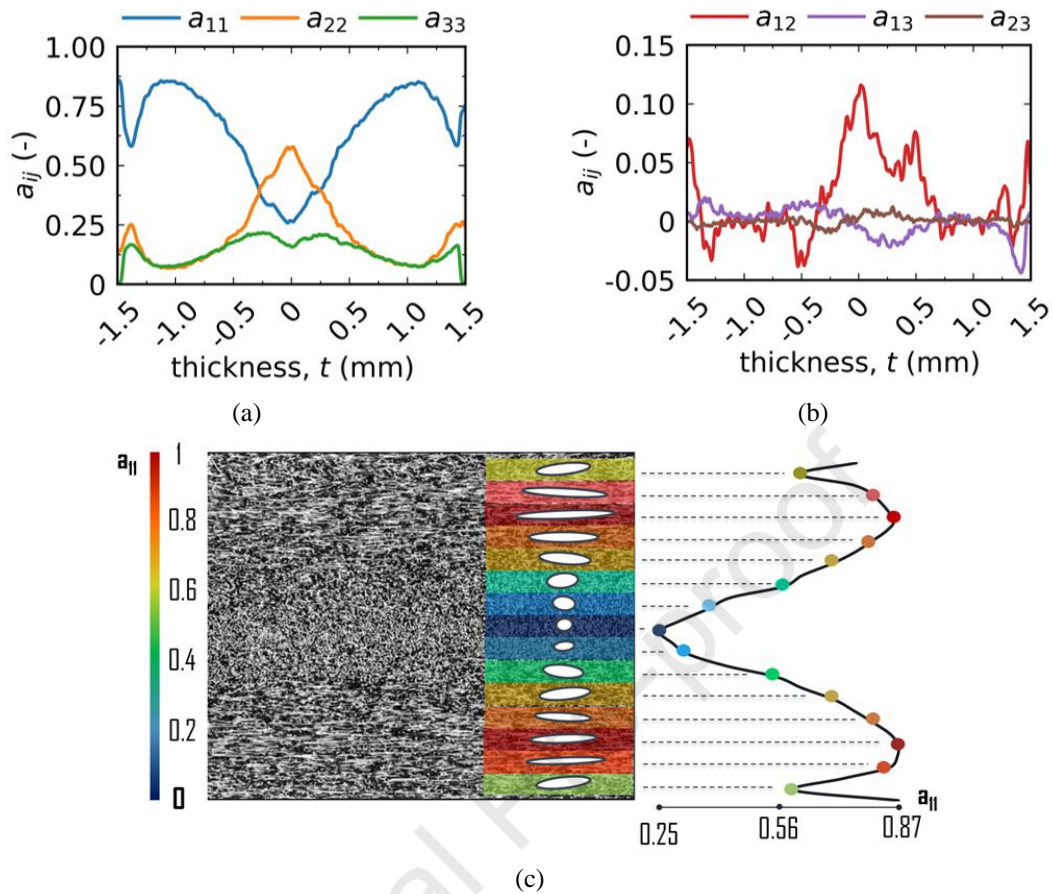 a11 a22 a33
1.00
0.75
0.50
0.25
0
aij (-)
-1.5 -1.0 -0.5 0 0.5 1.0 1.5
thickness, t (mm)
(a)
a12 a13 a23
0.15
0.10
0.05
0
-0.05
aij (-)
-1.5 -1.0 -0.5 0 0.5 1.0 1.5
thickness, t (mm)
(b)
a11
1
0.8
0.6
0.4
0.2
0
a11
0.25 0.56 0.87
(c)